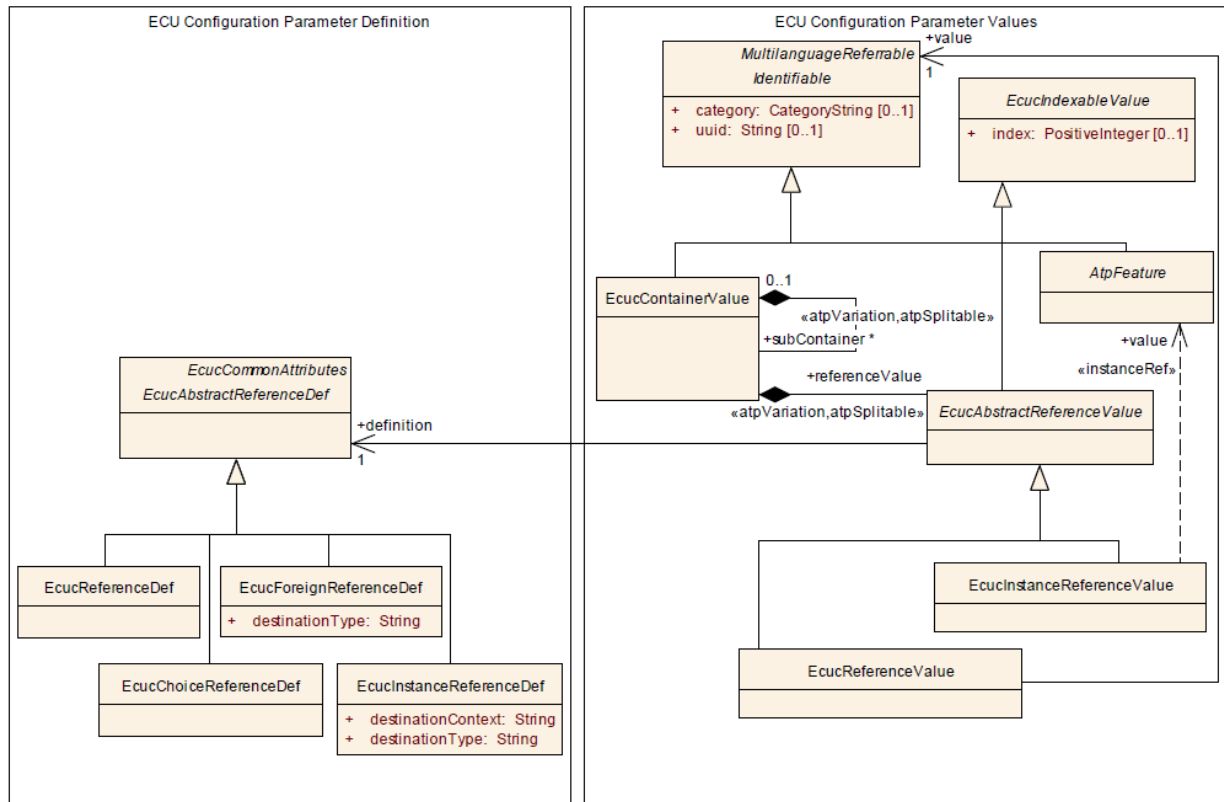 ECU Configuration Parameter Definition
EcucCommonAttributes
EcucAbstractReferenceDef
+definition
1
EcucReferenceDef
EcucForeignReferenceDef
+ destinationType: String
EcucChoiceReferenceDef
EcucInstanceReferenceDef
+ destinationContext: String
+ destinationType: String
ECU Configuration Parameter Values
MultilanguageReferrable
Identifiable
+ category: CategoryString [0..1]
+ uuid: String [0..1]
+value
1
EcucIndexableValue
+ index: PositiveInteger [0..1]
AtpFeature
EcucContainerValue
0..1
«atpVariation,atpSplitable»
+subContainer *
+referenceValue
«atpVariation,atpSplitable»
+value
«instanceRef»
EcucAbstractReferenceValue
EcucInstanceReferenceValue
EcucReferenceValue